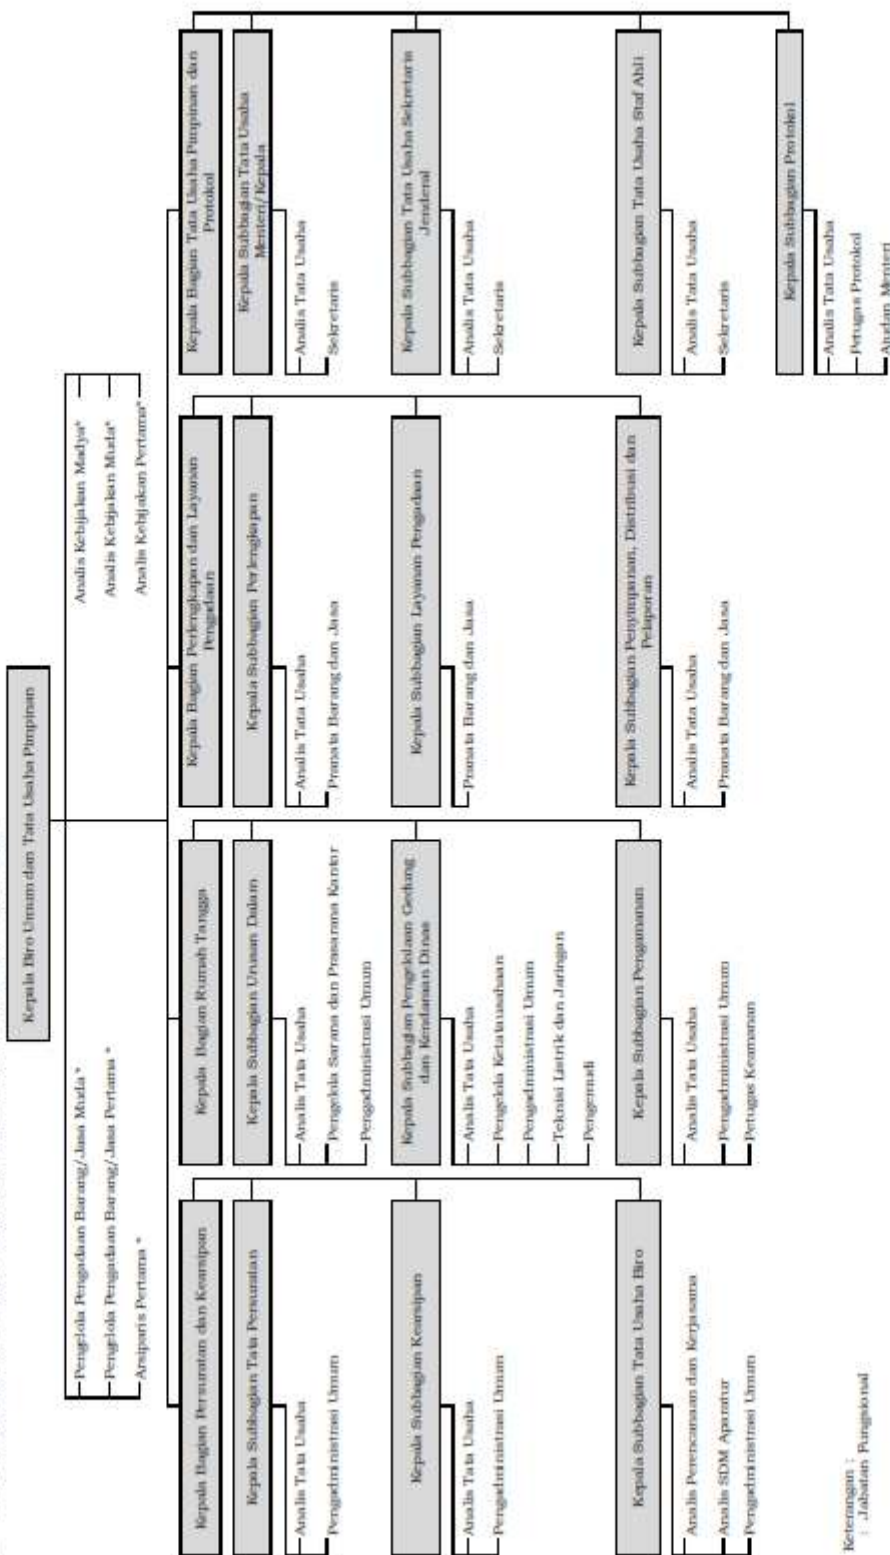 Kepala Biro Umum dan Tata Usaha Pimpinan
Pengelola Pengadaan Barang/Jasa Muda *
Pengelola Pengadaan Barang/Jasa Pertama *
Arsiparis Pertama *
Analis Kebijakan Madya*
Analis Kebijakan Muda*
Analis Kebijakan Pertama*
Kepala Bagian Persuratan dan Kearsipan
Kepala Subbagian Tata Persuratan
Analis Tata Usaha
Pengadministrasi Umum
Kepala Subbagian Kearsipan
Analis Tata Usaha
Pengadministrasi Umum
Kepala Subbagian Tata Usaha Biro
Analis Perencanaan dan Kerjasama
Analis SDM Aparatur
Pengadministrasi Umum
Kepala Bagian Rumah Tangga
Kepala Subbagian Urusan Dalam
Analis Tata Usaha
Pengelola Sarana dan Prasarana Kantor
Pengadministrasi Umum
Kepala Subbagian Pengelolaan Gedung
dan Kendaraan Dinas
Analis Tata Usaha
Pengelola Ketatausahaan
Pengadministrasi Umum
Teknisi Listrik dan Jaringan
Pengemudi
Kepala Subbagian Pengamanan
Analis Tata Usaha
Pengadministrasi Umum
Petugas Keamanan
Kepala Bagian Perlengkapan dan Layanan
Pengadaan
Kepala Subbagian Perlengkapan
Analis Tata Usaha
Pranata Barang dan Jasa
Kepala Subbagian Layanan Pengadaan
Pranata Barang dan Jasa
Kepala Subbagian Penyimpanan, Distribusi dan
Pelaporan
Analis Tata Usaha
Pranata Barang dan Jasa
Kepala Bagian Tata Usaha Pimpinan dan
Protokol
Kepala Subbagian Tata Usaha
Menteri/Kepala
Analis Tata Usaha
Sekretaris
Kepala Subbagian Tata Usaha Sekretaris
Jenderal
Analis Tata Usaha
Sekretaris
Kepala Subbagian Tata Usaha Staf Ahli
Analis Tata Usaha
Sekretaris
Kepala Subbagian Protokol
Analis Tata Usaha
Petugas Protokol
Ajudan Menteri
Keterangan :
: Jabatan Fungsional